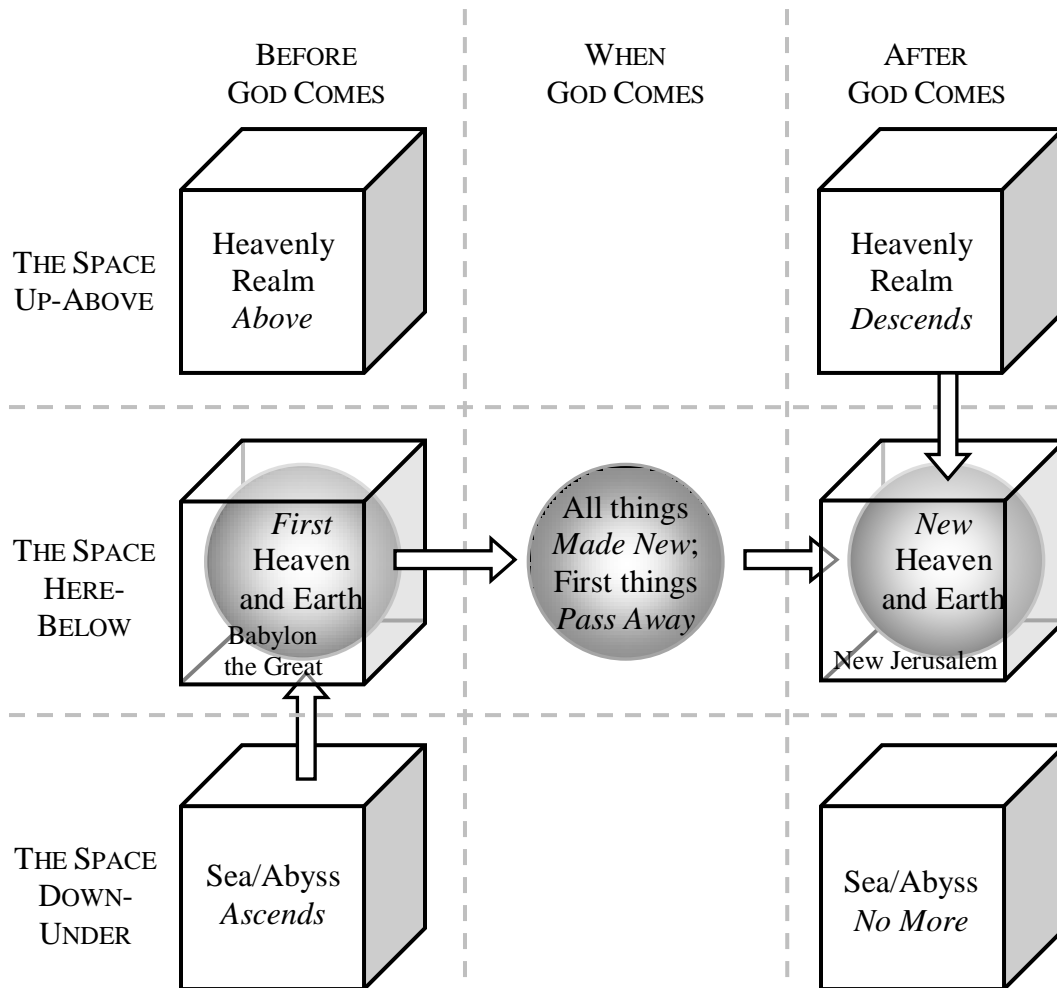 BEFORE
GOD COMES
WHEN
GOD COMES
AFTER
GOD COMES
THE SPACE
UP-ABOVE
Heavenly
Realm
Above
Heavenly
Realm
Descends
THE SPACE
HERE-
BELOW
First
Heaven
and Earth
Babylon
the Great
All things
Made New;
First things
Pass Away
New
Heaven
and Earth
New Jerusalem
THE SPACE
DOWN-
UNDER
Sea/Abyss
Ascends
Sea/Abyss
No More